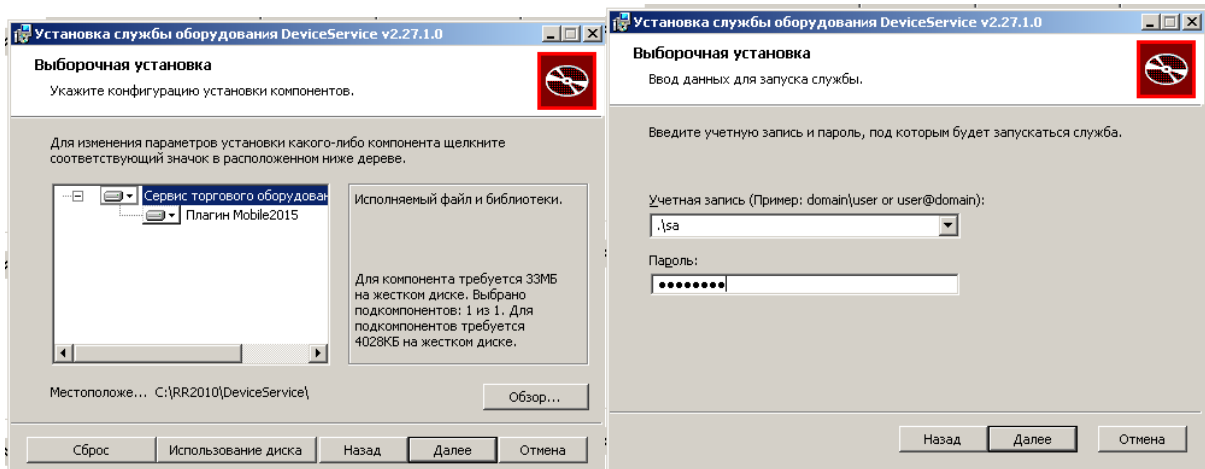 Установка службы оборудования DeviceService v2.27.1.0
Выборочная установка
Укажите конфигурацию установки компонентов.
Для изменения параметров установки какого-либо компонента щелкните
соответствующий значок в расположенном ниже дереве.
Сервис торгового оборудован
Плагин Mobile2015
Исполняемый файл и библиотеки.
Для компонента требуется 33МБ
на жестком диске. Выбрано
подкомпонентов: 1 из 1. Для
подкомпонентов требуется
4028КБ на жестком диске.
Местоположе... C:\RR2010\DeviceService\
Обзор...
Сброс Использование диска Назад Далее Отмена
Установка службы оборудования DeviceService v2.27.1.0
Выборочная установка
Ввод данных для запуска службы.
Введите учетную запись и пароль, под которым будет запускаться служба.
Учетная запись (Пример: domain\user or user@domain):
.\sa
Пароль:
●●●●●●●●
Назад Далее Отмена